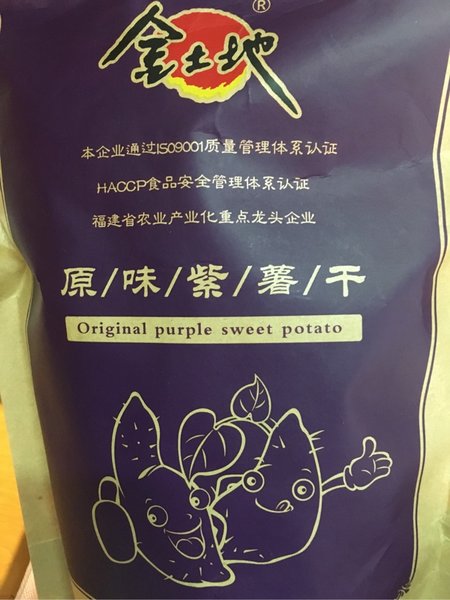 金土地®
本企业通过ISO9001质量管理体系认证
HACCP食品安全管理体系认证
福建省农业产业化重点龙头企业
原/味/紫/薯/干
Original purple sweet potato